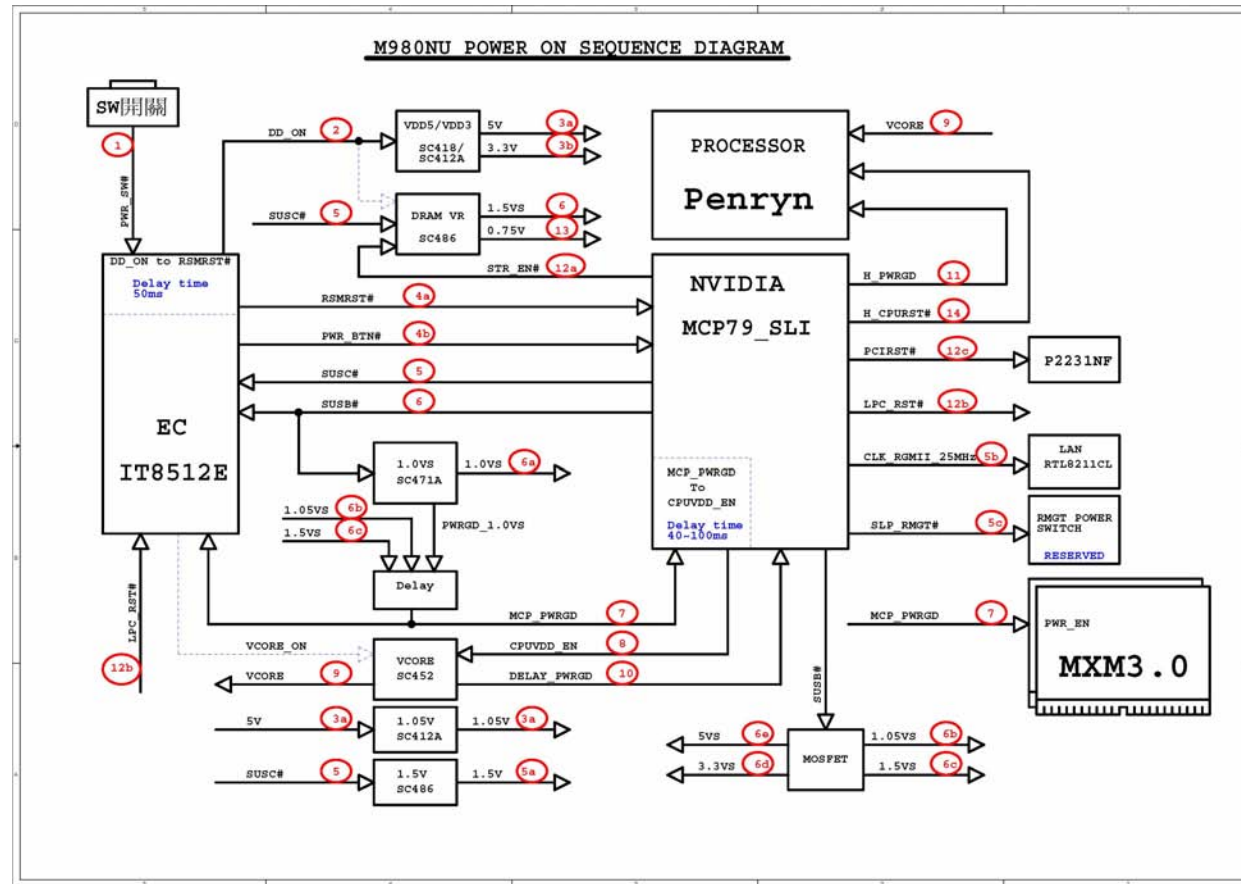 M980NU POWER ON SEQUENCE DIAGRAM
SW開關
1
PWR_SW#
DD_ON
2
VDD5/VDD3
SC418/
SC412A
5V
3a
3.3V
3b
SUSC#
5
DRAM VR
SC486
1.5VS
6
0.75V
13
STR_EN#
12a
PROCESSOR
Penryn
VCORE
9
DD_ON to RSMRST#
Delay time
50ms
EC
IT8512E
RSMRST#
4a
PWR_BTN#
4b
SUSC#
5
SUSB#
6
NVIDIA
MCP79_SLI
MCP_PWRGD
To
CPUVDD_EN
Delay time
40-100ms
H_PWRGD
11
H_CPURST#
14
PCIRST#
12c
P2231NF
LPC_RST#
12b
CLK_RGMII_25MHz
5b
LAN
RTL8211CL
SLP_RMGT#
5c
RMGT POWER
SWITCH
RESERVED
1.0VS
SC471A
1.0VS
6a
1.05VS
6b
1.5VS
6c
PWRGD_1.0VS
Delay
MCP_PWRGD
7
MCP_PWRGD
7
PWR_EN
MXM3.0
LPC_RST#
12b
VCORE_ON
VCORE
SC452
CPUVDD_EN
8
VCORE
9
DELAY_PWRGD
10
5V
3a
1.05V
SC412A
1.05V
3a
SUSC#
5
1.5V
SC486
1.5V
5a
SUSB#
MOSFET
5VS
6e
3.3VS
6d
1.05VS
6b
1.5VS
6c